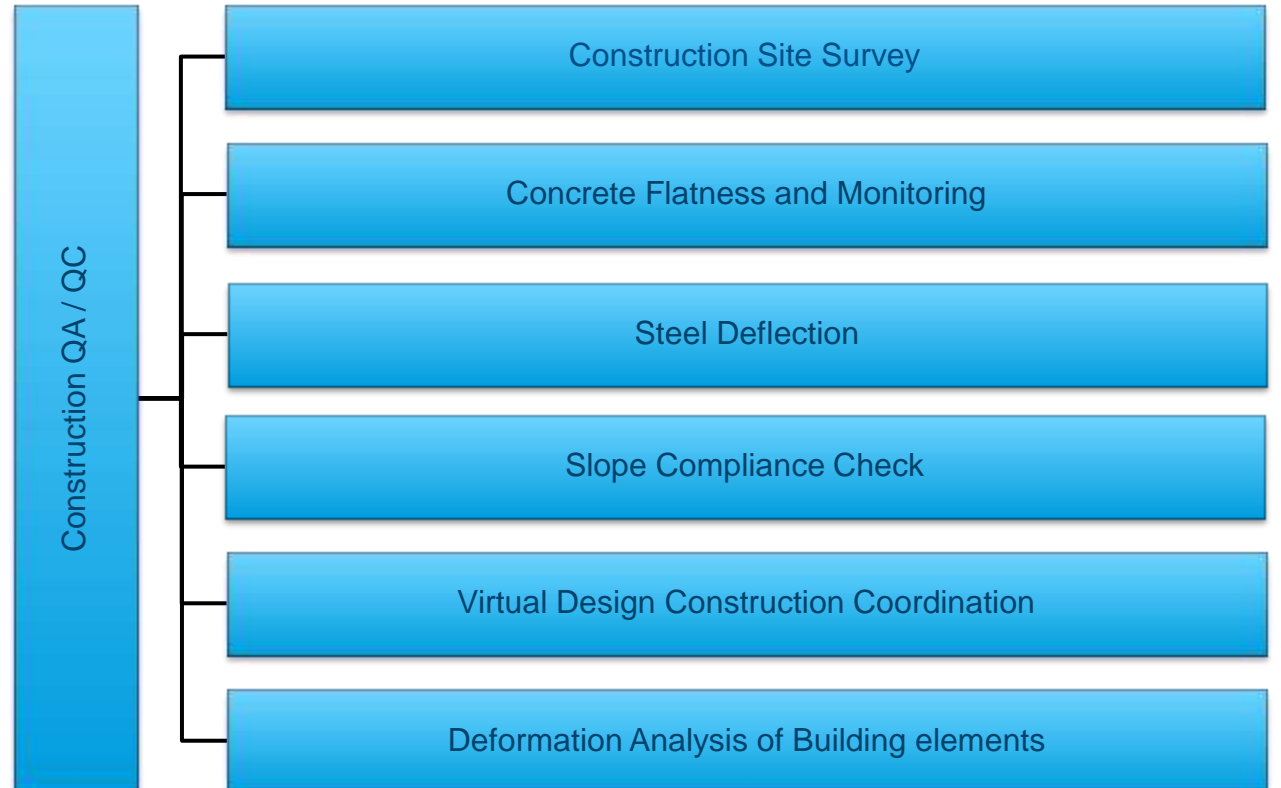 Construction QA / QC
Construction Site Survey
Concrete Flatness and Monitoring
Steel Deflection
Slope Compliance Check
Virtual Design Construction Coordination
Deformation Analysis of Building elements